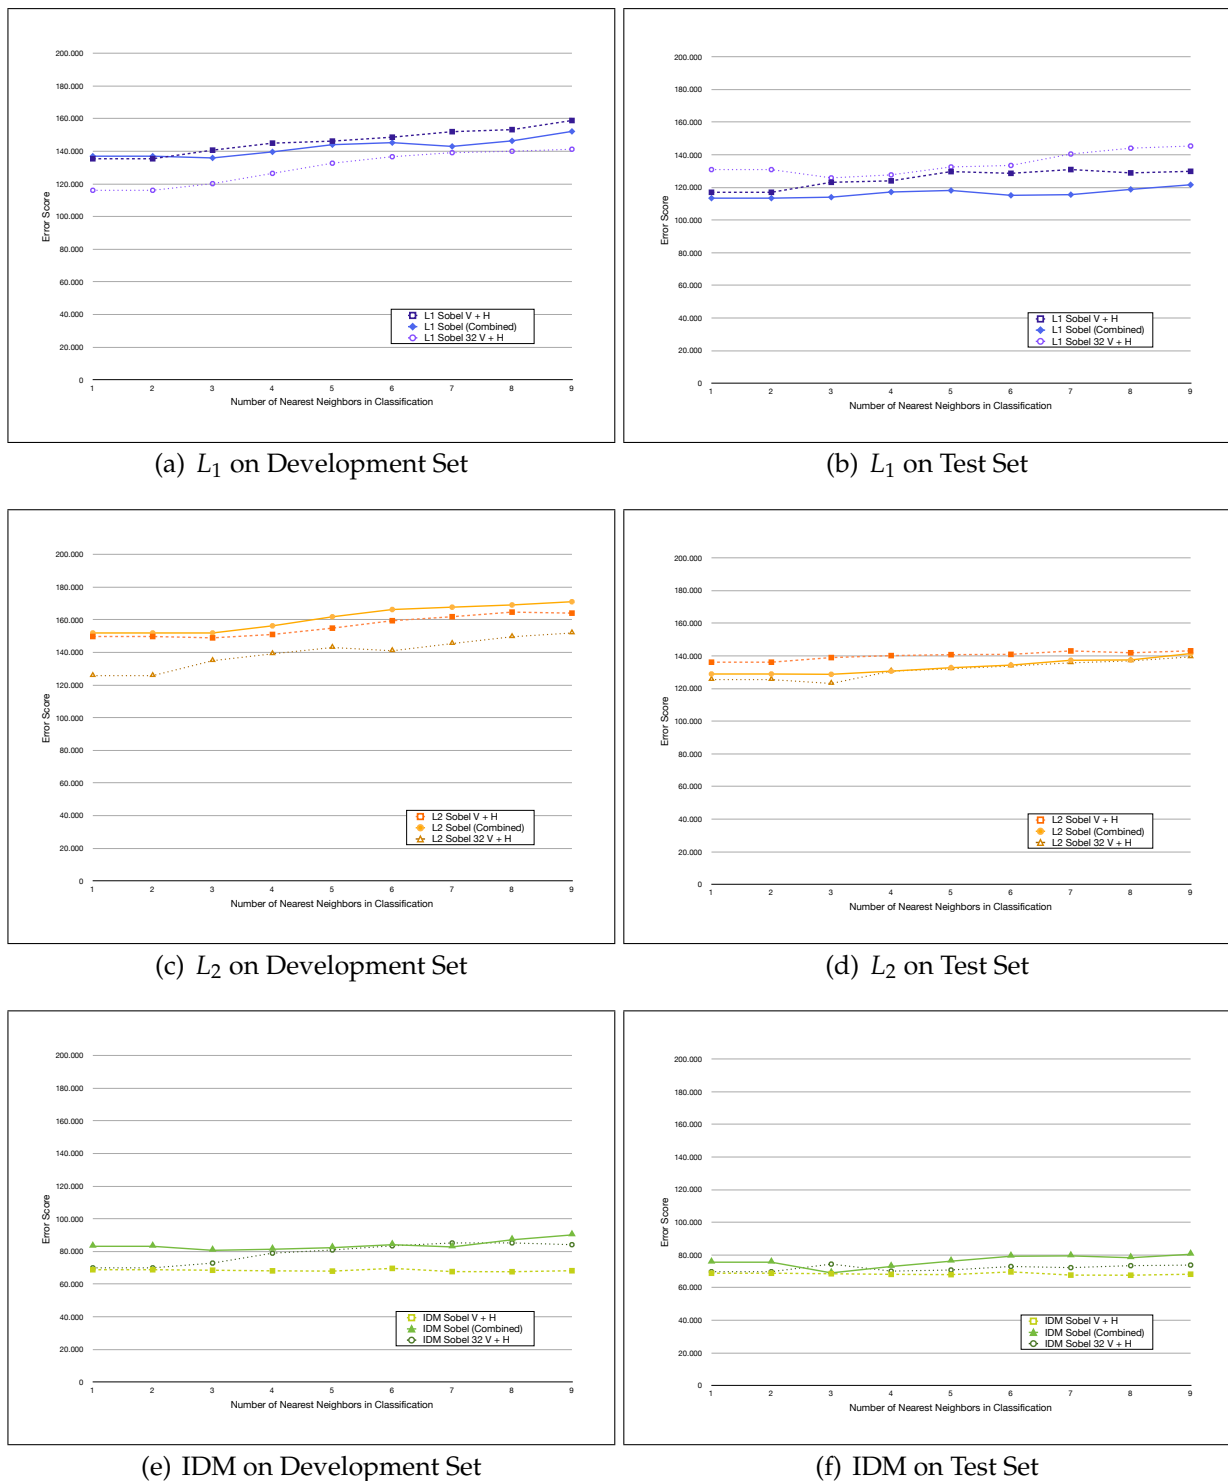 200.000
180.000
160.000
140.000
120.000
100.000
80.000
60.000
40.000
20.000
0
Error Score
L1 Sobel V + H
L1 Sobel (Combined)
L1 Sobel 32 V + H
1 2 3 4 5 6 7 8 9
Number of Nearest Neighbors in Classification
(a) L1 on Development Set
200.000
180.000
160.000
140.000
120.000
100.000
80.000
60.000
40.000
20.000
0
Error Score
L1 Sobel V + H
L1 Sobel (Combined)
L1 Sobel 32 V + H
1 2 3 4 5 6 7 8 9
Number of Nearest Neighbors in Classification
(b) L1 on Test Set
200.000
180.000
160.000
140.000
120.000
100.000
80.000
60.000
40.000
20.000
0
Error Score
L2 Sobel V + H
L2 Sobel (Combined)
L2 Sobel 32 V + H
1 2 3 4 5 6 7 8 9
Number of Nearest Neighbors in Classification
(c) L2 on Development Set
200.000
180.000
160.000
140.000
120.000
100.000
80.000
60.000
40.000
20.000
0
Error Score
L2 Sobel V + H
L2 Sobel (Combined)
L2 Sobel 32 V + H
1 2 3 4 5 6 7 8 9
Number of Nearest Neighbors in Classification
(d) L2 on Test Set
200.000
180.000
160.000
140.000
120.000
100.000
80.000
60.000
40.000
20.000
0
Error Score
IDM Sobel V + H
IDM Sobel (Combined)
IDM Sobel 32 V + H
1 2 3 4 5 6 7 8 9
Number of Nearest Neighbors in Classification
(e) IDM on Development Set
200.000
180.000
160.000
140.000
120.000
100.000
80.000
60.000
40.000
20.000
0
Error Score
IDM Sobel V + H
IDM Sobel (Combined)
IDM Sobel 32 V + H
1 2 3 4 5 6 7 8 9
Number of Nearest Neighbors in Classification
(f) IDM on Test Set